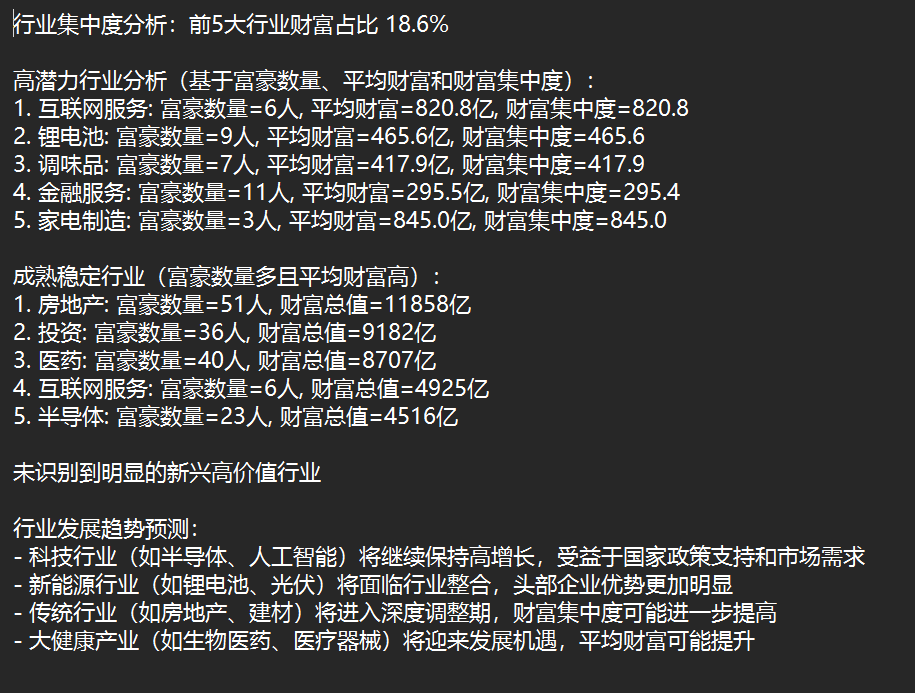 行业集中度分析：前5大行业财富占比 18.6%
高潜力行业分析（基于富豪数量、平均财富和财富集中度）：
1. 互联网服务: 富豪数量=6人, 平均财富=820.8亿, 财富集中度=820.8
2. 锂电池: 富豪数量=9人, 平均财富=465.6亿, 财富集中度=465.6
3. 调味品: 富豪数量=7人, 平均财富=417.9亿, 财富集中度=417.9
4. 金融服务: 富豪数量=11人, 平均财富=295.5亿, 财富集中度=295.4
5. 家电制造: 富豪数量=3人, 平均财富=845.0亿, 财富集中度=845.0
成熟稳定行业（富豪数量多且平均财富高）：
1. 房地产: 富豪数量=51人, 财富总值=11858亿
2. 投资: 富豪数量=36人, 财富总值=9182亿
3. 医药: 富豪数量=40人, 财富总值=8707亿
4. 互联网服务: 富豪数量=6人, 财富总值=4925亿
5. 半导体: 富豪数量=23人, 财富总值=4516亿
未识别到明显的新兴高价值行业
行业发展趋势预测：
- 科技行业（如半导体、人工智能）将继续保持高增长，受益于国家政策支持和市场需求
- 新能源行业（如锂电池、光伏）将面临行业整合，头部企业优势更加明显
- 传统行业（如房地产、建材）将进入深度调整期，财富集中度可能进一步提高
- 大健康产业（如生物医药、医疗器械）将迎来发展机遇，平均财富可能提升